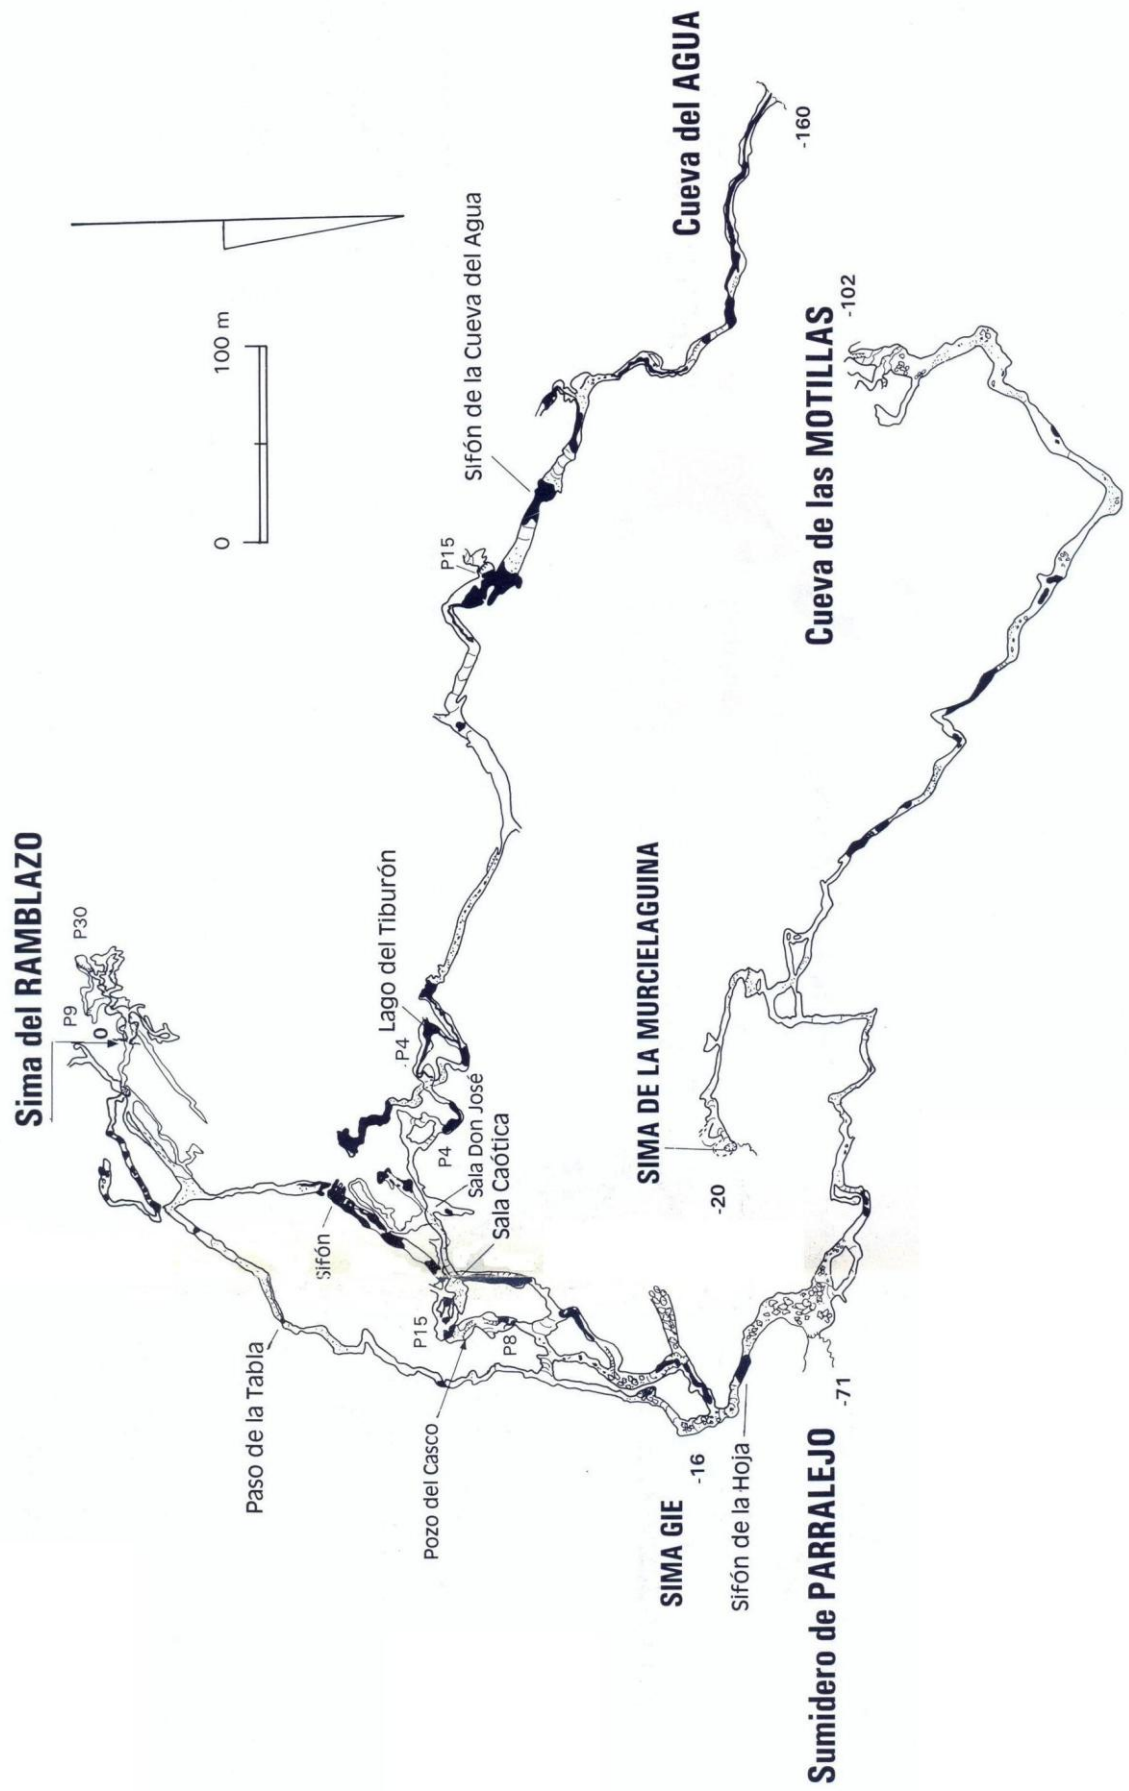 Sima del RAMBLAZO
P30
P9
0
0
100 m
Sifón de la Cueva del Agua
P15
Cueva del AGUA
-160
Cueva de las MOTILLAS
-102
Lago del Tiburón
P4
P4
Sala Don José
Sala Caótica
Sifón
P15
P8
Paso de la Tabla
Pozo del Casco
SIMA DE LA MURCIELAGUINA
-20
SIMA GIE
-16
Sifón de la Hoja
-71
Sumidero de PARRALEJO